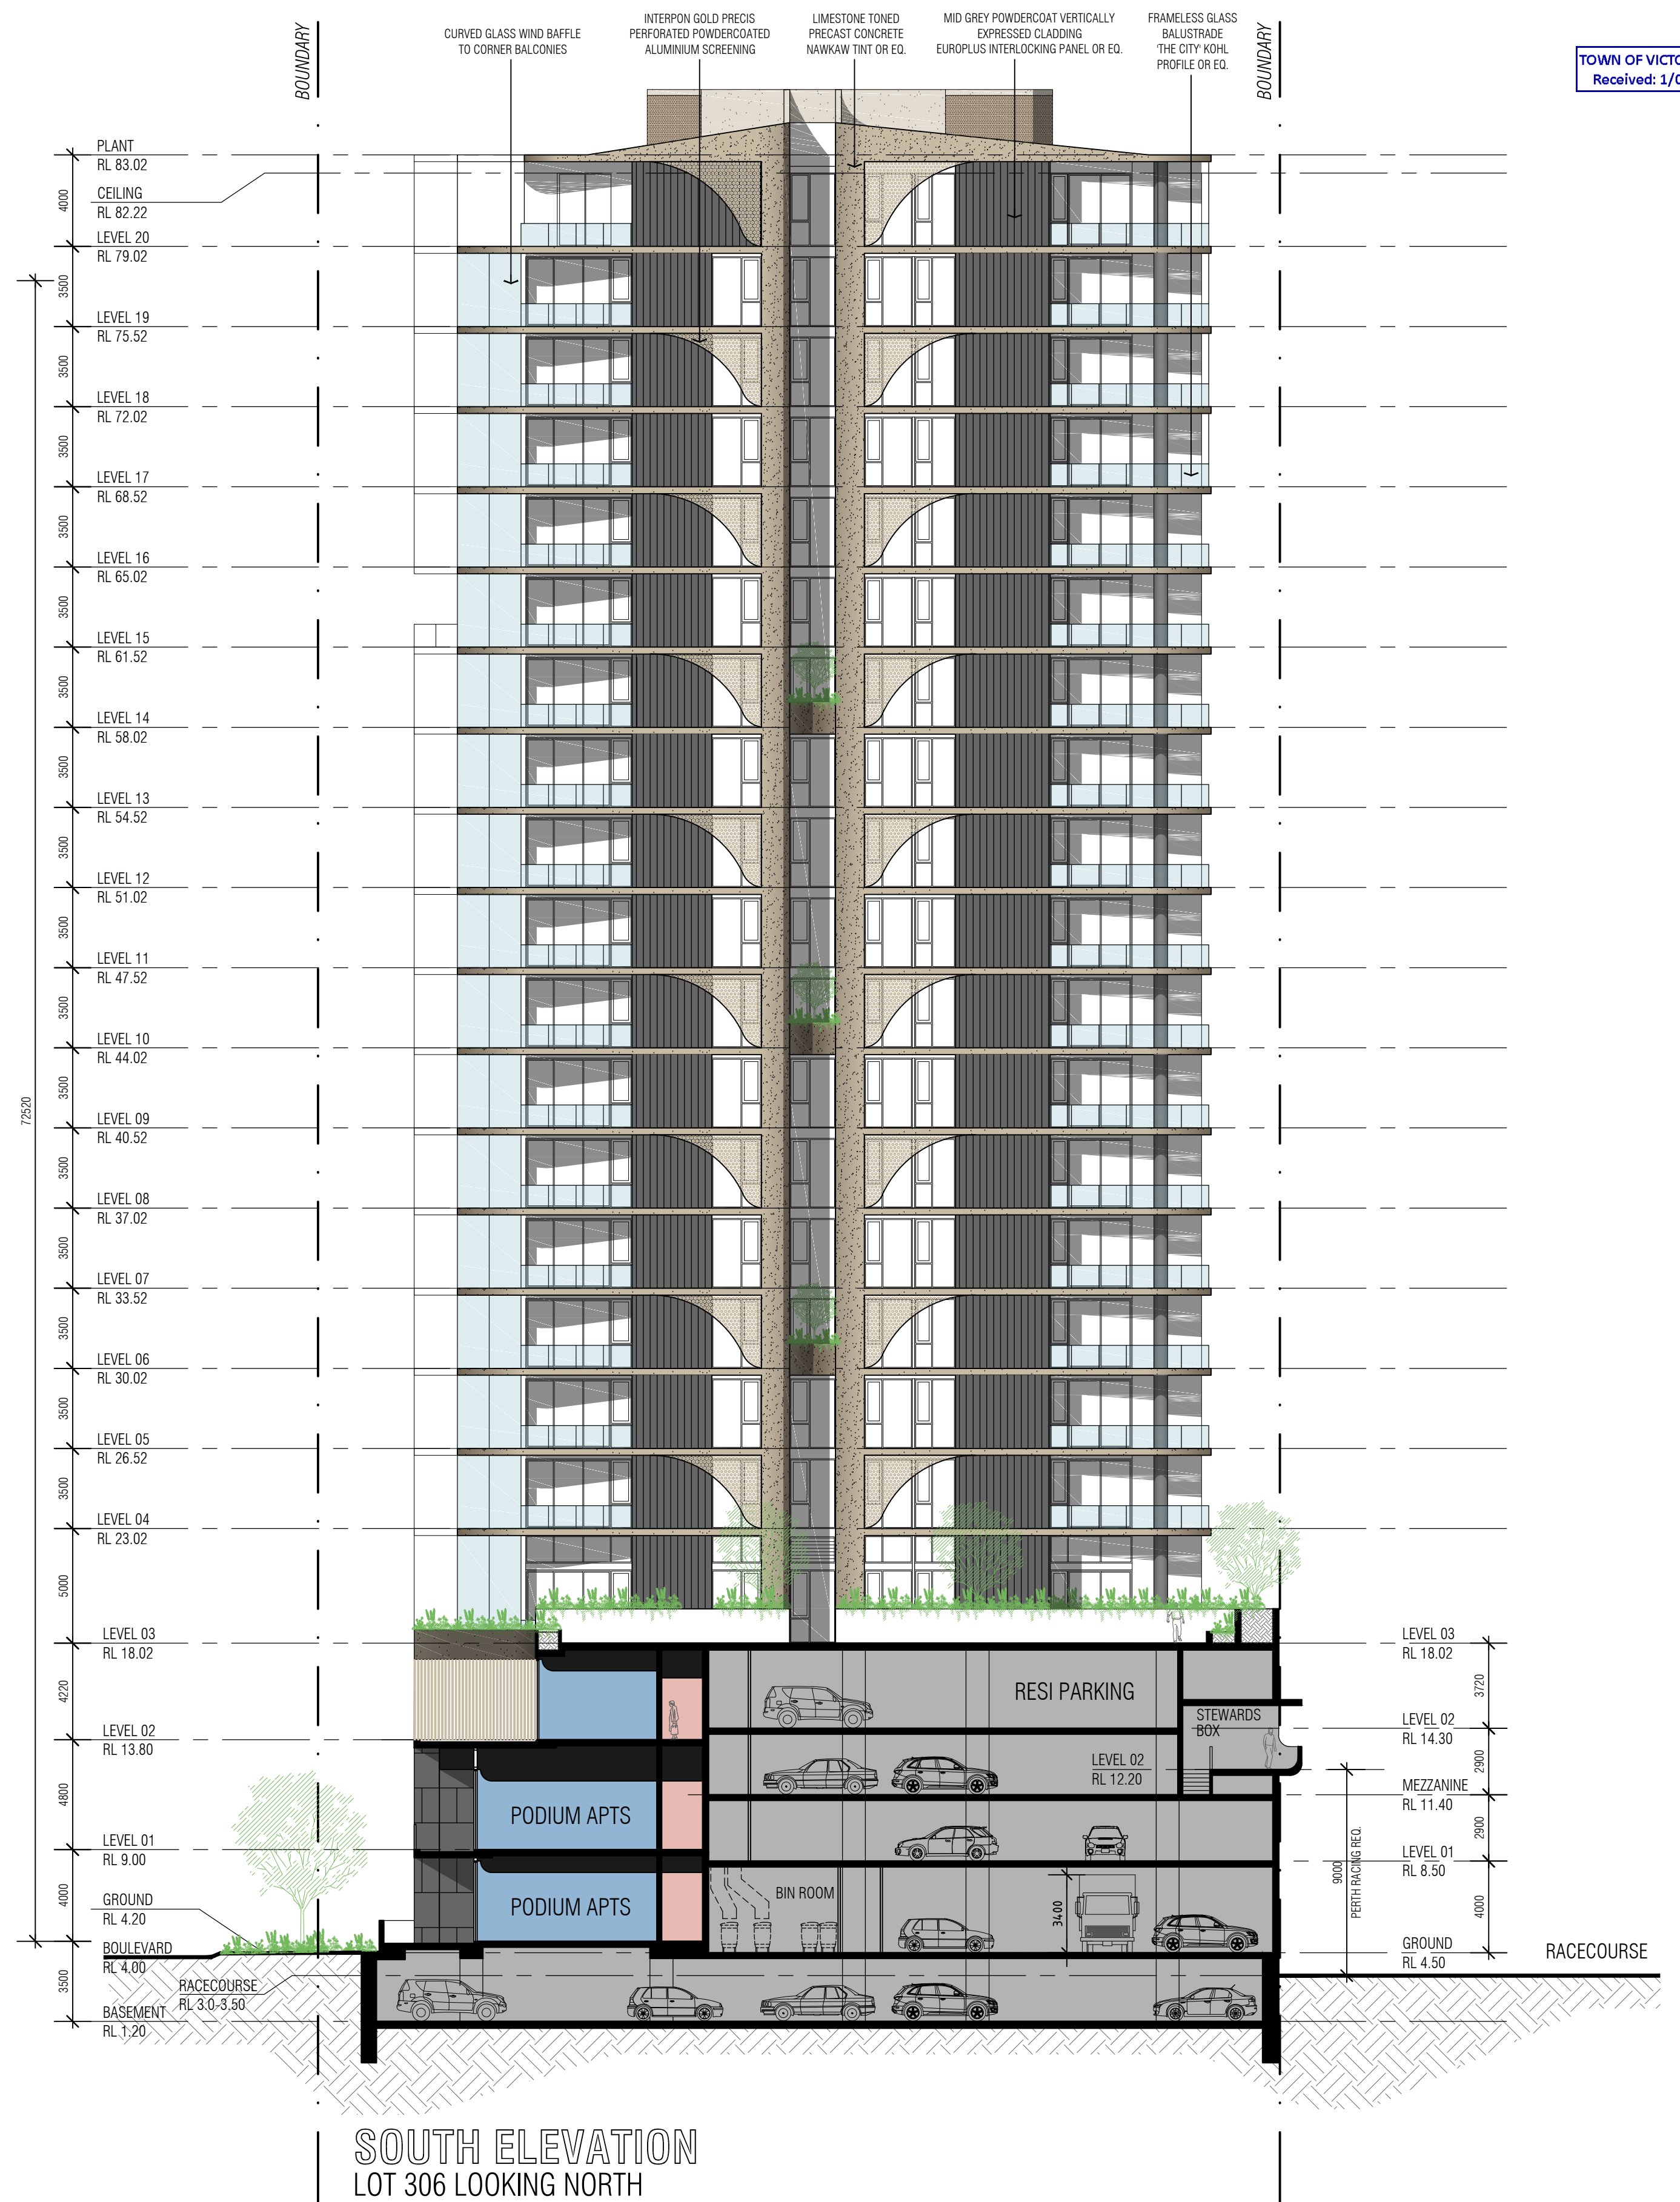 BOUNDARY
CURVED GLASS WIND BAFFLE
TO CORNER BALCONIES
INTERPON GOLD PRECIS
PERFORATED POWDERCOATED
ALUMINIUM SCREENING
LIMESTONE TONED
PRECAST CONCRETE
NAWKAW TINT OR EQ.
MID GREY POWDERCOAT VERTICALLY
EXPRESSED CLADDING
EUROPLUS INTERLOCKING PANEL OR EQ.
FRAMELESS GLASS
BALUSTRADE
'THE CITY' KOHL
PROFILE OR EQ.
BOUNDARY
TOWN OF VICTO
Received: 1/0
PLANT
RL 83.02
4000
CEILING
RL 82.22
LEVEL 20
RL 79.02
3500
LEVEL 19
RL 75.52
3500
LEVEL 18
RL 72.02
3500
LEVEL 17
RL 68.52
3500
LEVEL 16
RL 65.02
3500
LEVEL 15
RL 61.52
3500
LEVEL 14
RL 58.02
3500
LEVEL 13
RL 54.52
3500
LEVEL 12
RL 51.02
3500
LEVEL 11
RL 47.52
3500
LEVEL 10
RL 44.02
3500
72520
LEVEL 09
RL 40.52
3500
LEVEL 08
RL 37.02
3500
LEVEL 07
RL 33.52
3500
LEVEL 06
RL 30.02
3500
LEVEL 05
RL 26.52
3500
LEVEL 04
RL 23.02
5000
LEVEL 03
RL 18.02
4220
LEVEL 02
RL 13.80
4800
LEVEL 01
RL 9.00
4000
GROUND
RL 4.20
BOULEVARD
RL 4.00
3500
RACECOURSE
RL 3.0-3.50
BASEMENT
RL 1.20
RESI PARKING
STEWARDS
BOX
LEVEL 02
RL 12.20
PODIUM APTS
PODIUM APTS
BIN ROOM
3400
LEVEL 03
RL 18.02
3720
LEVEL 02
RL 14.30
2900
MEZZANINE
RL 11.40
2900
LEVEL 01
RL 8.50
9000
PERTH RACING REQ.
4000
GROUND
RL 4.50
RACECOURSE
SOUTH ELEVATION
LOT 306 LOOKING NORTH